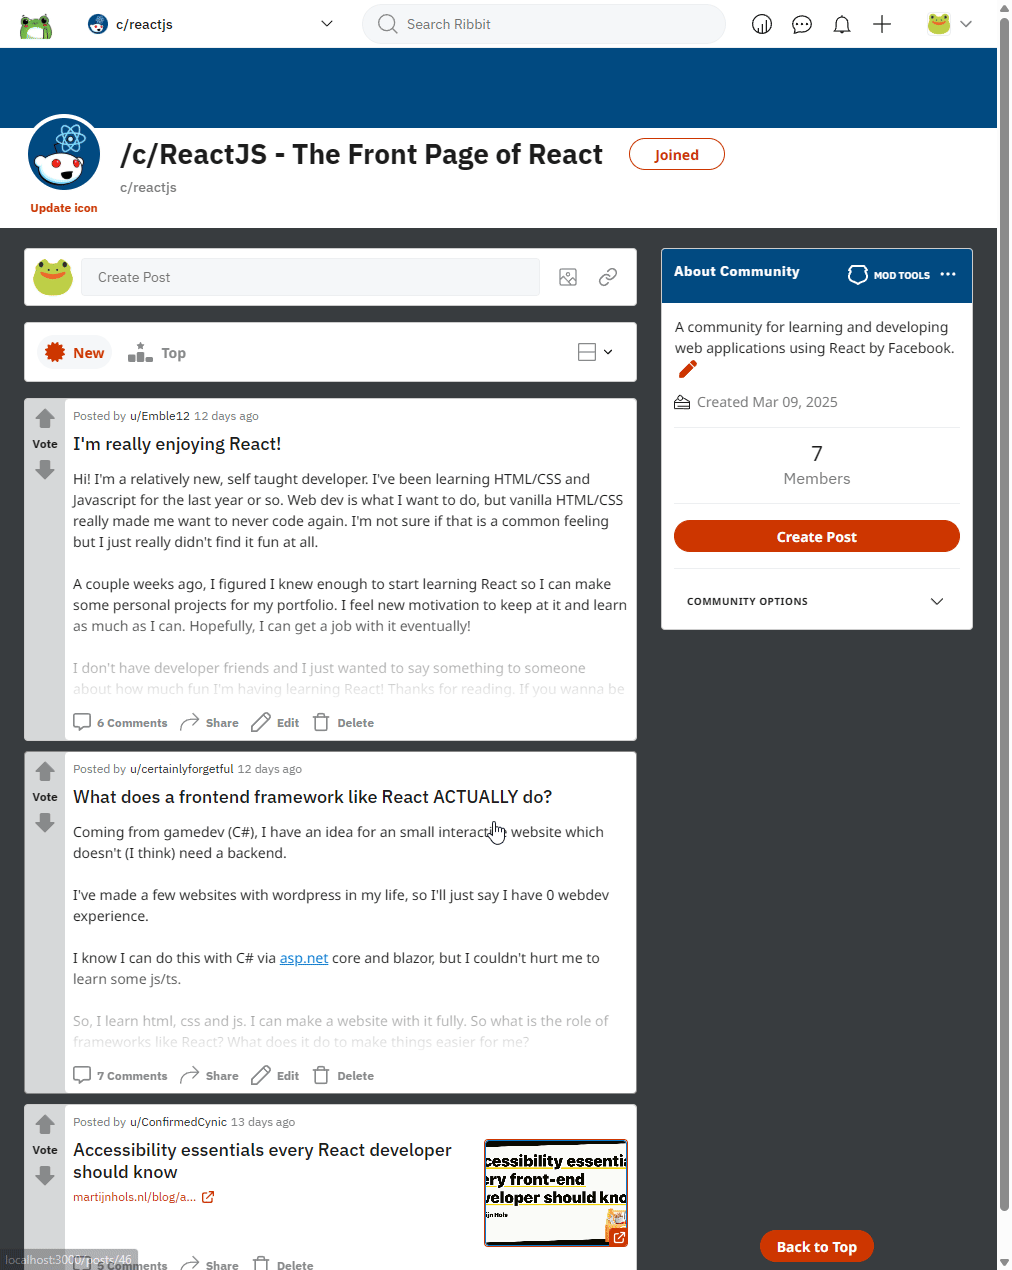 c/reactjs
Search Ribbit
/c/ReactJS - The Front Page of React
Joined
c/reactjs
Update icon
Create Post
New
Top
About Community
MOD TOOLS
A community for learning and developing
web applications using React by Facebook.
Created Mar 09, 2025
7
Members
Create Post
COMMUNITY OPTIONS
Vote
Posted by u/Emble12 12 days ago
I'm really enjoying React!
Hi! I'm a relatively new, self taught developer. I've been learning HTML/CSS and
Javascript for the last year or so. Web dev is what I want to do, but vanilla HTML/CSS
really made me want to never code again. I'm not sure if that is a common feeling
but I just really didn't find it fun at all.
A couple weeks ago, I figured I knew enough to start learning React so I can make
some personal projects for my portfolio. I feel new motivation to keep at it and learn
as much as I can. Hopefully, I can get a job with it eventually!
I don't have developer friends and I just wanted to say something to someone
about how much fun I'm having learning React! Thanks for reading. If you wanna be
6 Comments Share Edit Delete
Vote
Posted by u/certainlyforgetful 12 days ago
What does a frontend framework like React ACTUALLY do?
Coming from gamedev (C#), I have an idea for an small interactive website which
doesn't (I think) need a backend.
I've made a few websites with wordpress in my life, so I'll just say I have 0 webdev
experience.
I know I can do this with C# via asp.net core and blazor, but I couldn't hurt me to
learn some js/ts.
So, I learn html, css and js. I can make a website with it fully. So what is the role of
frameworks like React? What does it do to make things easier for me?
7 Comments Share Edit Delete
Vote
Posted by u/ConfirmedCynic 13 days ago
Accessibility essentials every React developer
should know
martijnhols.nl/blog/a...
cessibility essentia
ry front-end
veloper should kno
ijn Hols
5 Comments Share Delete
Back to Top
localhost:3000/posts/46